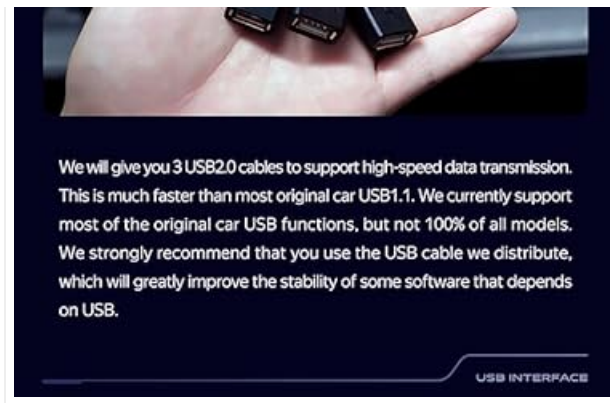 We will give you 3 USB2.0 cables to support high-speed data transmission.
This is much faster than most original car USB1.1. We currently support
most of the original car USB functions, but not 100% of all models.
We strongly recommend that you use the USB cable we distribute,
which will greatly improve the stability of some software that depends
on USB.
USB INTERFACE